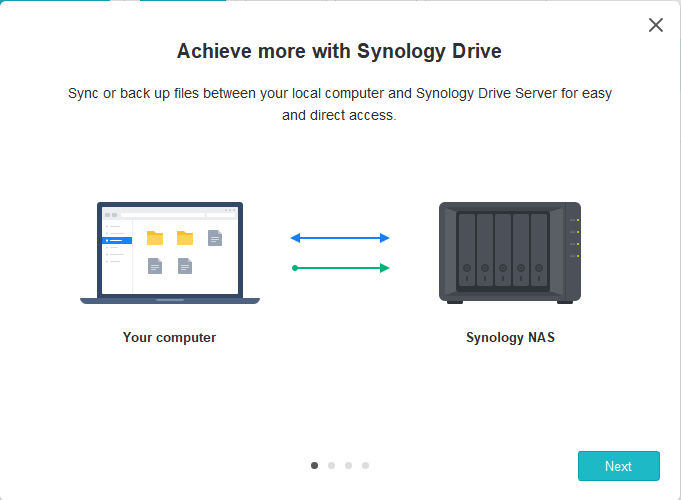 Achieve more with Synology Drive
Sync or back up files between your local computer and Synology Drive Server for easy
and direct access.
Your computer
Synology NAS
Next